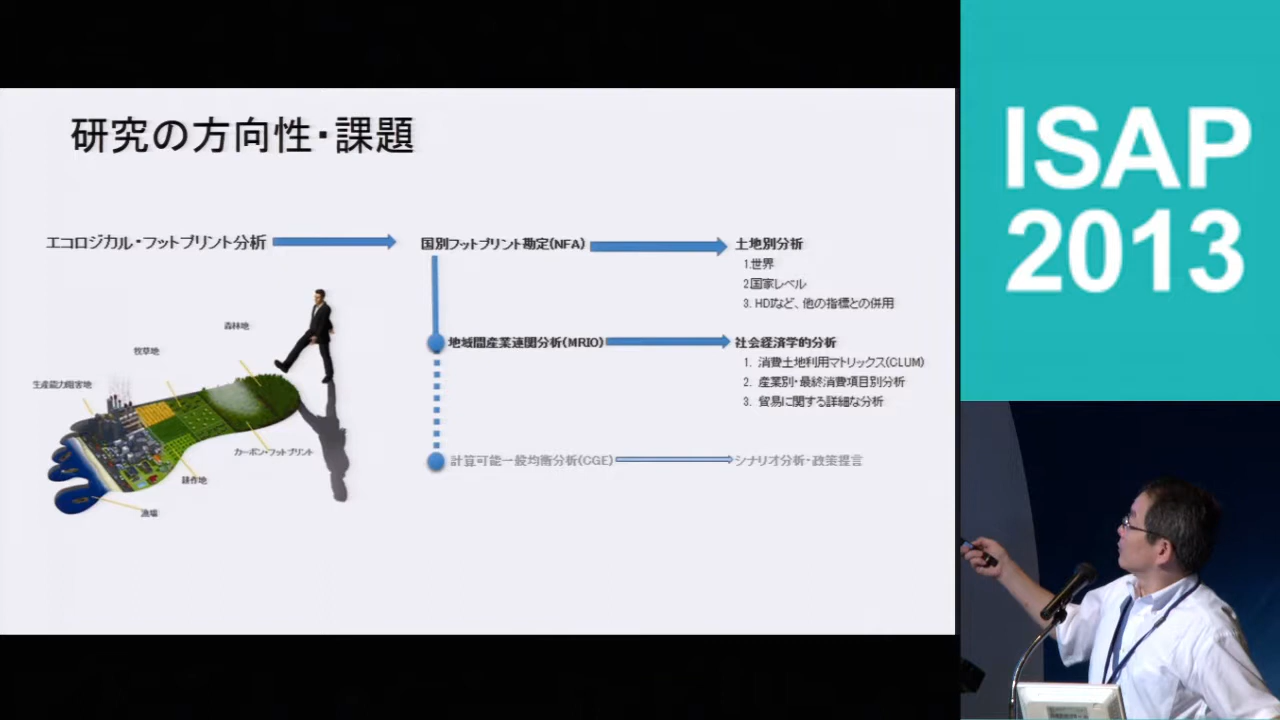 研究の方向性・課題
エコロジカル・フットプリント分析
国別フットプリント勘定(NFA)
土地別分析
1.世界
2国家レベル
3. HDIなど、他の指標との併用
地域間産業連関分析(MRIO)
社会経済学的分析
1. 消費土地利用マトリックス(CLUM)
2. 産業別・最終消費項目別分析
3. 貿易に関する詳細な分析
計算可能一般均衡分析(CGE)
シナリオ分析・政策提言
森林地
牧草地
生産能力阻害地
カーボン・フットプリント
耕作地
漁場
ISAP
2013